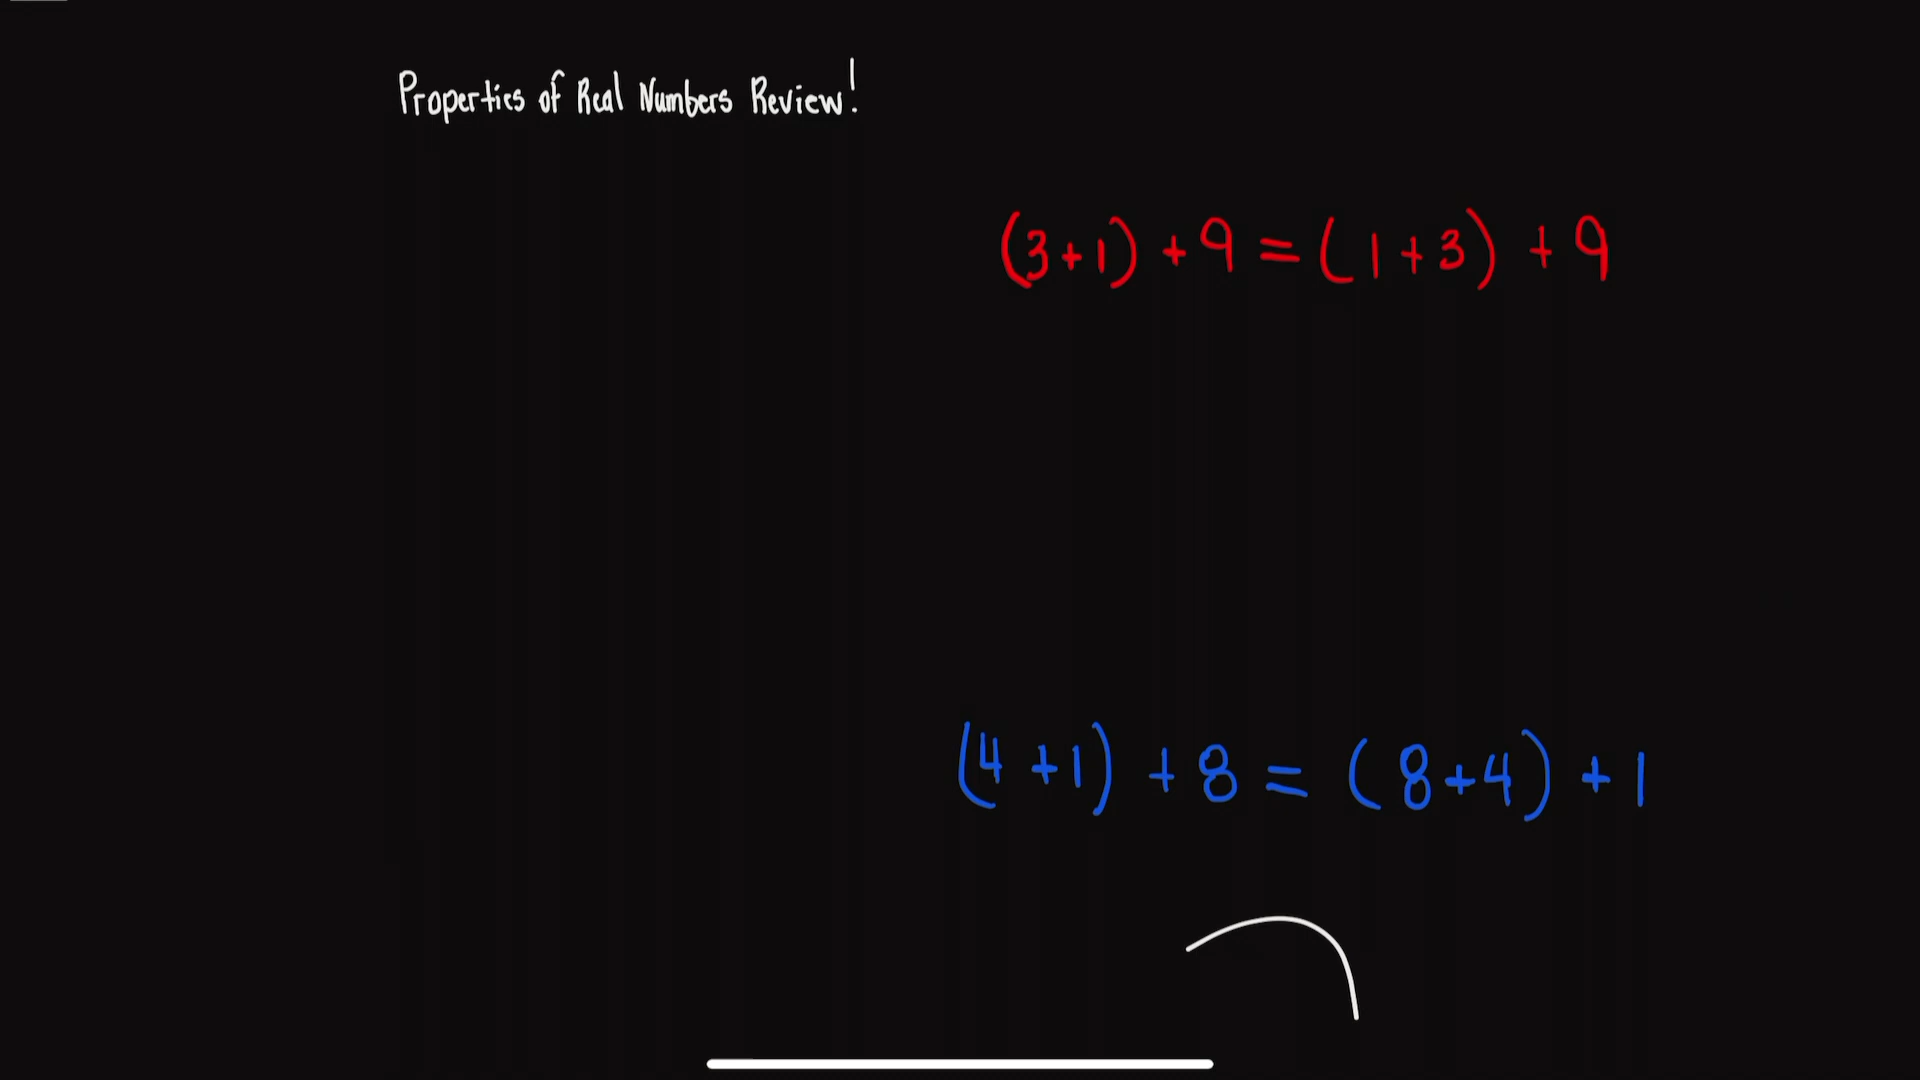 Properties of Real Numbers Review!
(3+1) + 9 = (1+3) + 9
(4+1) + 8 = (8+4) + 1